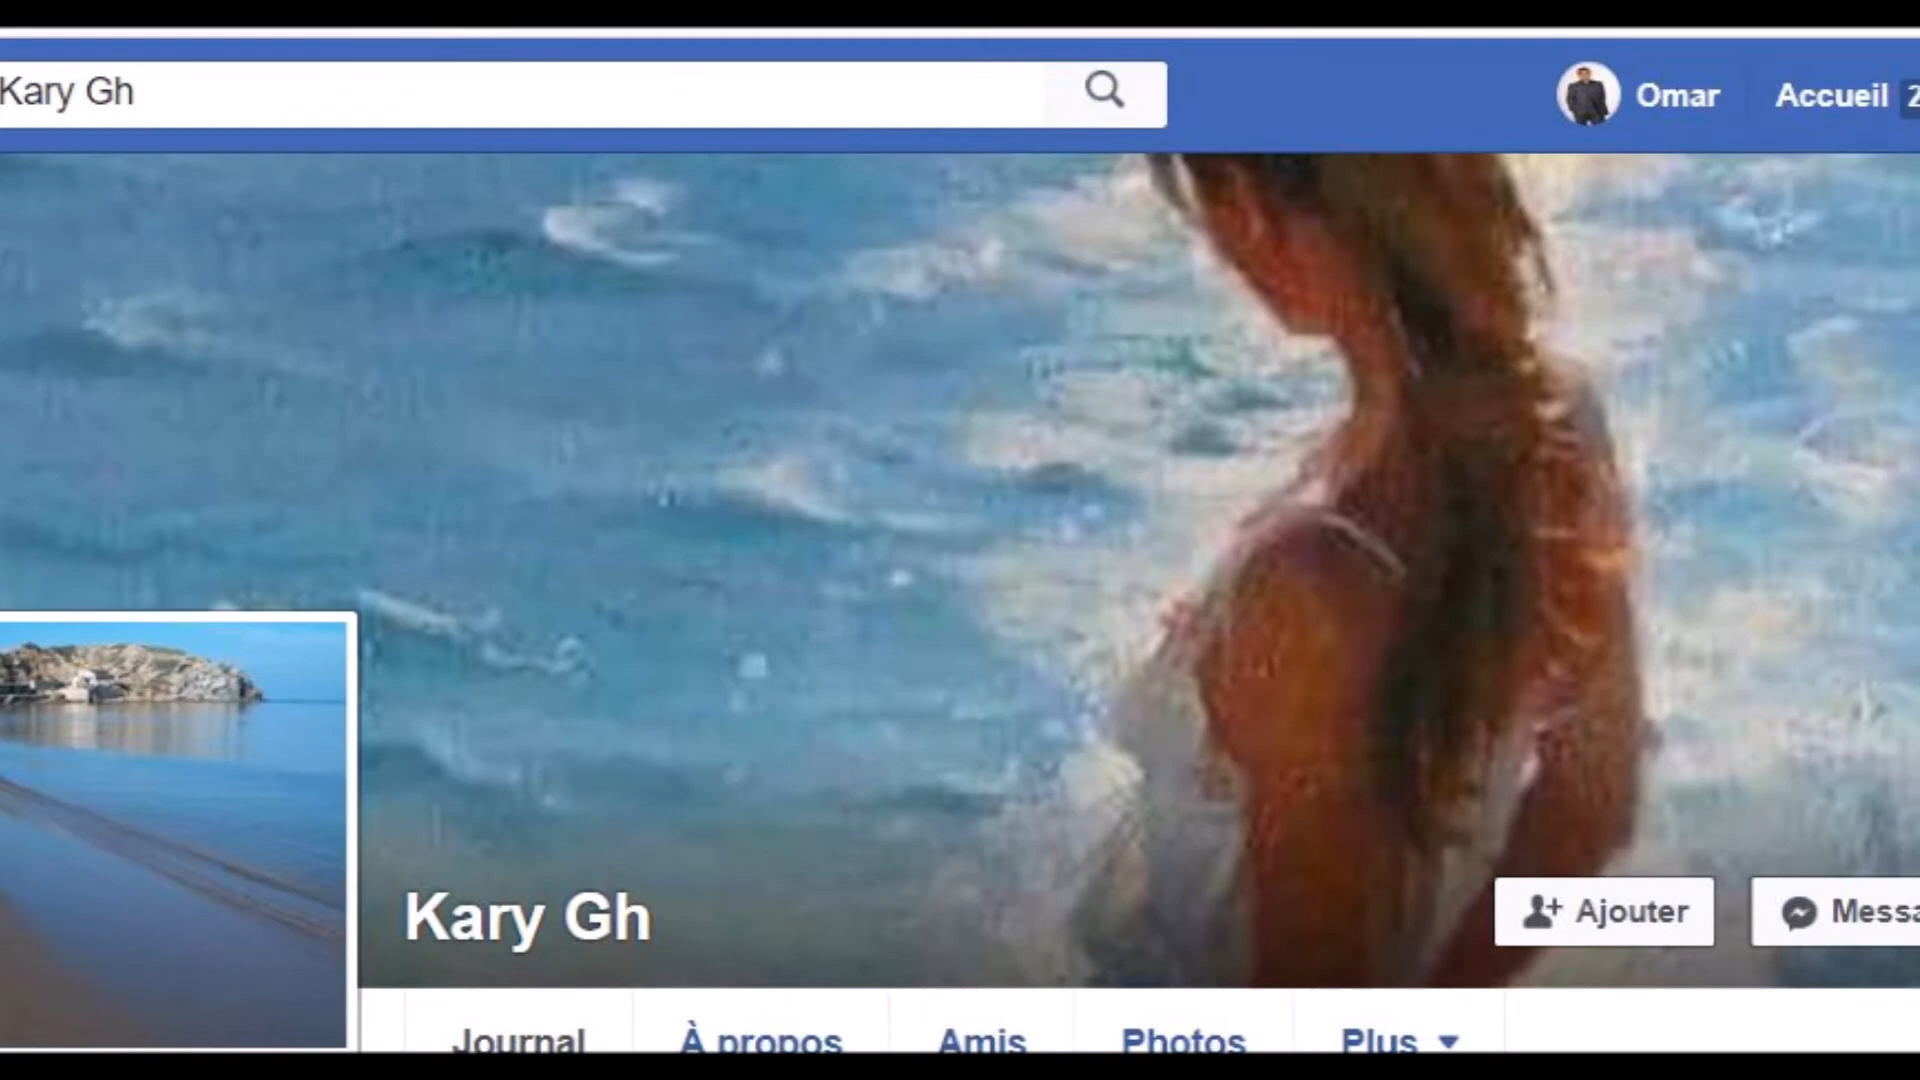 Kary Gh
Omar
Accueil
Kary Gh
Ajouter
Journal
À propos
Amis
Photos
Plus